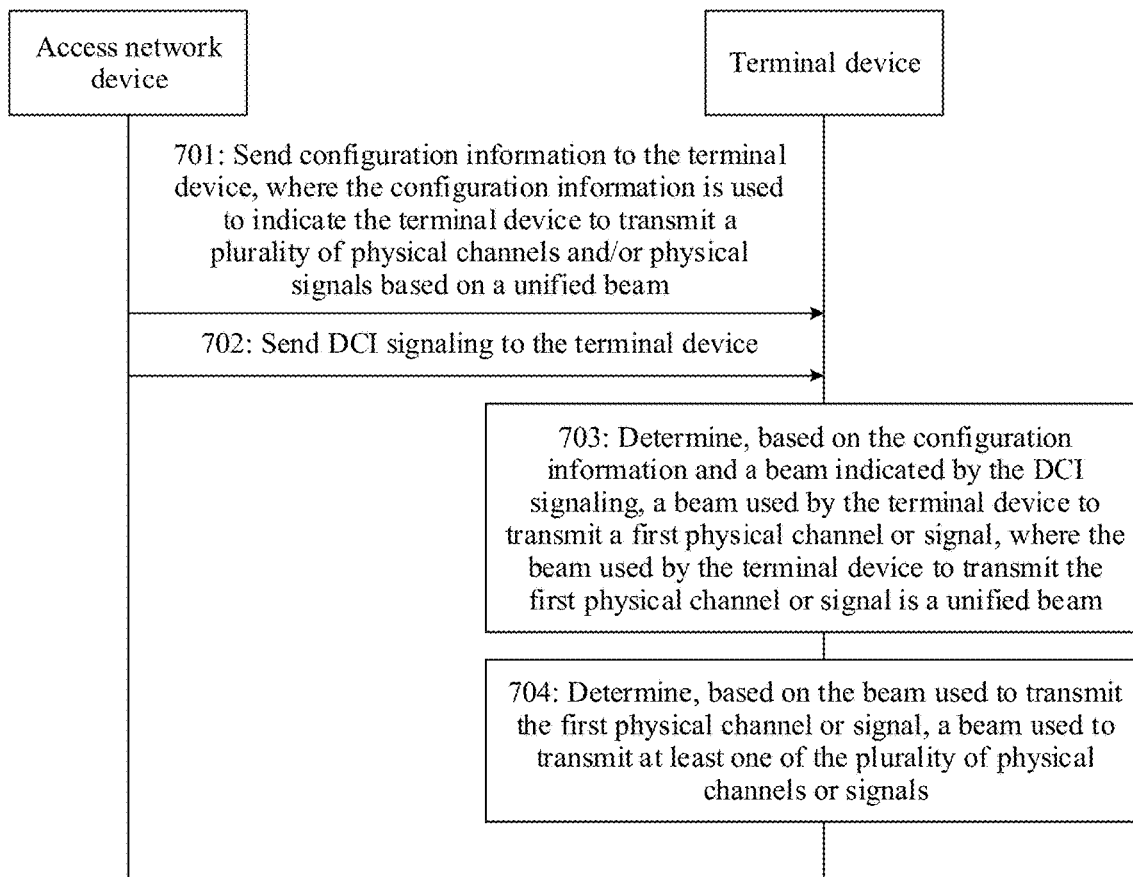 Access network
device
Terminal device
701: Send configuration information to the terminal
device, where the configuration information is used
to indicate the terminal device to transmit a
plurality of physical channels and/or physical
signals based on a unified beam
702: Send DCI signaling to the terminal device
703: Determine, based on the configuration
information and a beam indicated by the DCI
signaling, a beam used by the terminal device to
transmit a first physical channel or signal, where the
beam used by the terminal device to transmit the
first physical channel or signal is a unified beam
704: Determine, based on the beam used to transmit
the first physical channel or signal, a beam used to
transmit at least one of the plurality of physical
channels or signals